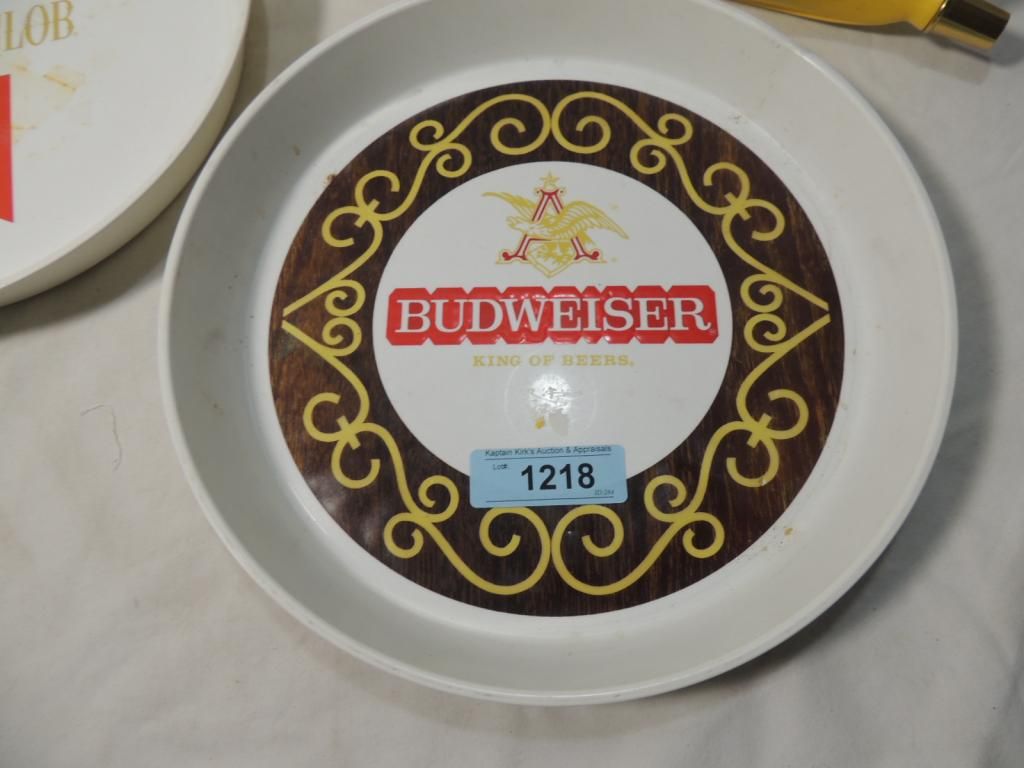 LOB
BUDWEISER
KING OF BEERS.
Kaptain Kirk's Auction & Appraisals
Lot#: 1218